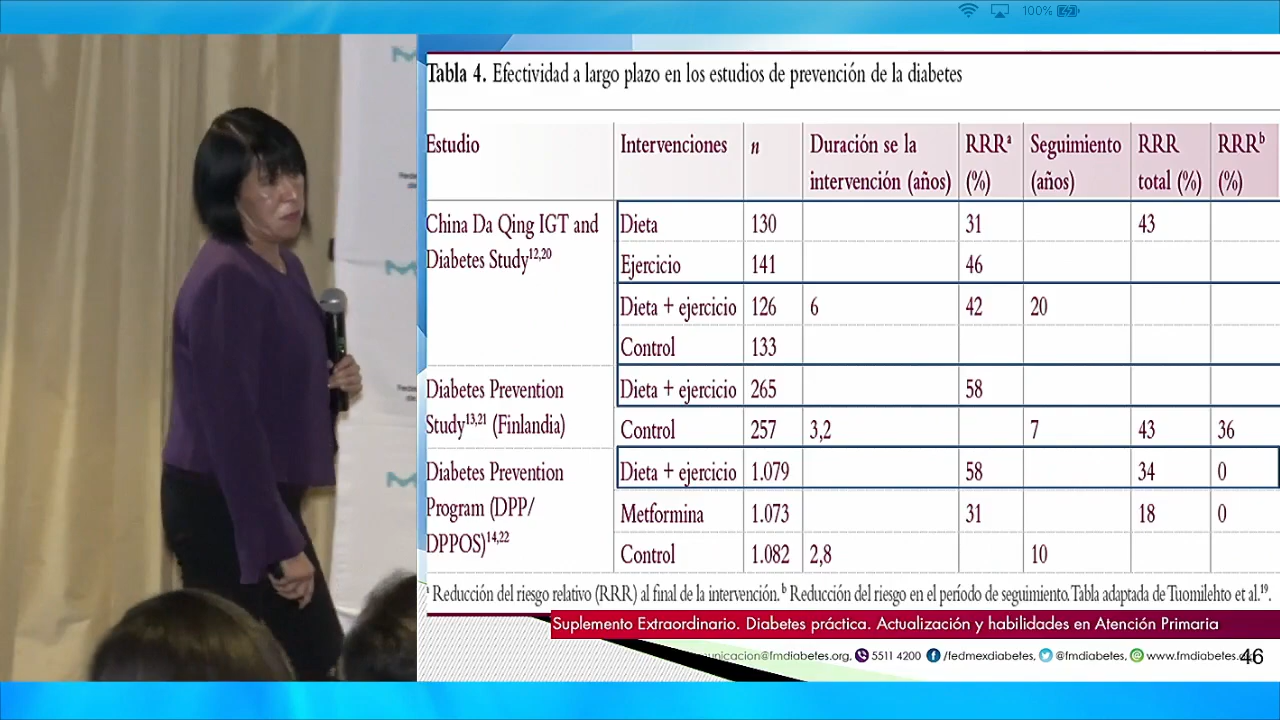 100%
Tabla 4. Efectividad a largo plazo en los estudios de prevención de la diabetes
Estudio Intervenciones n Duración se la intervención (años) RRRᵃ (%) Seguimiento (años) RRR total (%) RRRᵇ (%)
China Da Qing IGT and Diabetes Study¹²,²⁰
Dieta 130 31 43
Ejercicio 141 46
Dieta + ejercicio 126 6 42 20
Control 133
Diabetes Prevention Study¹³,²¹ (Finlandia)
Dieta + ejercicio 265 58
Control 257 3,2 7 43 36
Diabetes Prevention Program (DPP/DPPOS)¹⁴,²²
Dieta + ejercicio 1.079 58 34 0
Metformina 1.073 31 18 0
Control 1.082 2,8 10
ᵃ Reducción del riesgo relativo (RRR) al final de la intervención. ᵇ Reducción del riesgo en el período de seguimiento. Tabla adaptada de Tuomilehto et al.¹⁹.
Suplemento Extraordinario. Diabetes práctica. Actualización y habilidades en Atención Primaria
@fmdiabetes.org, 5511 4200 /fedmexdiabetes, @fmdiabetes, www.fmdiabetes. 46